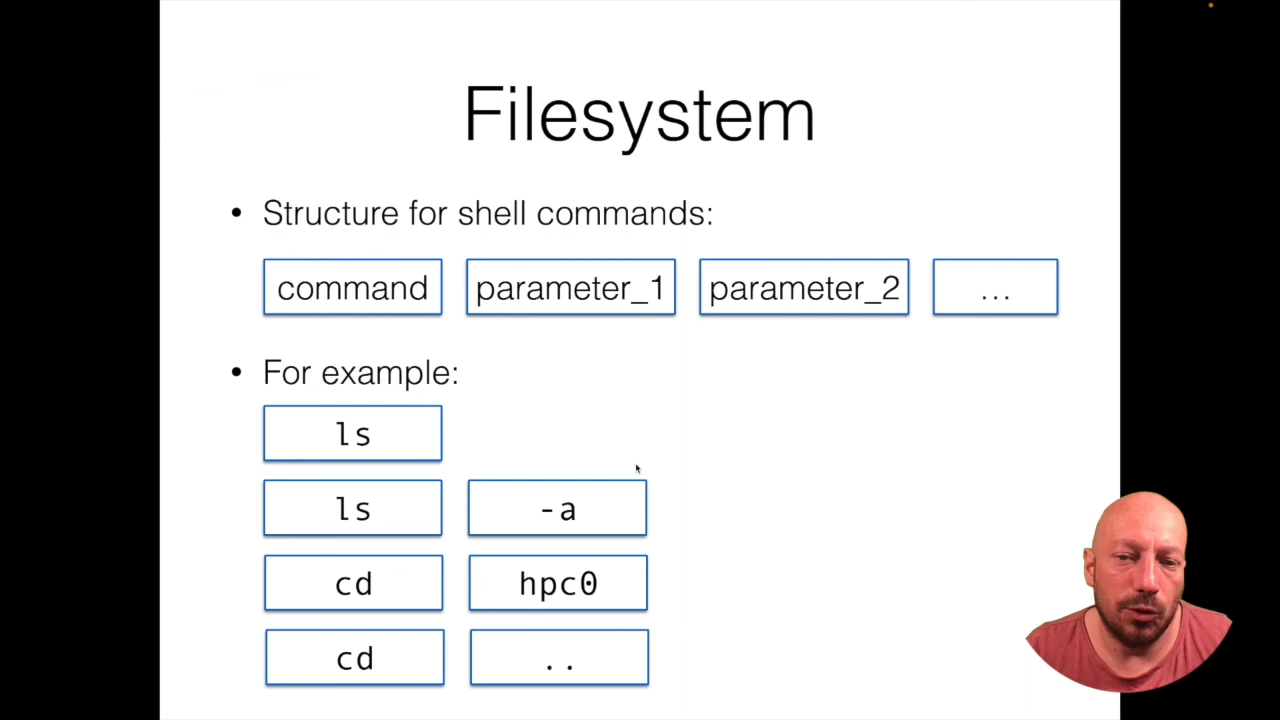 Filesystem
• Structure for shell commands:
command parameter_1 parameter_2 ...
• For example:
ls
ls -a
cd hpc0
cd ..